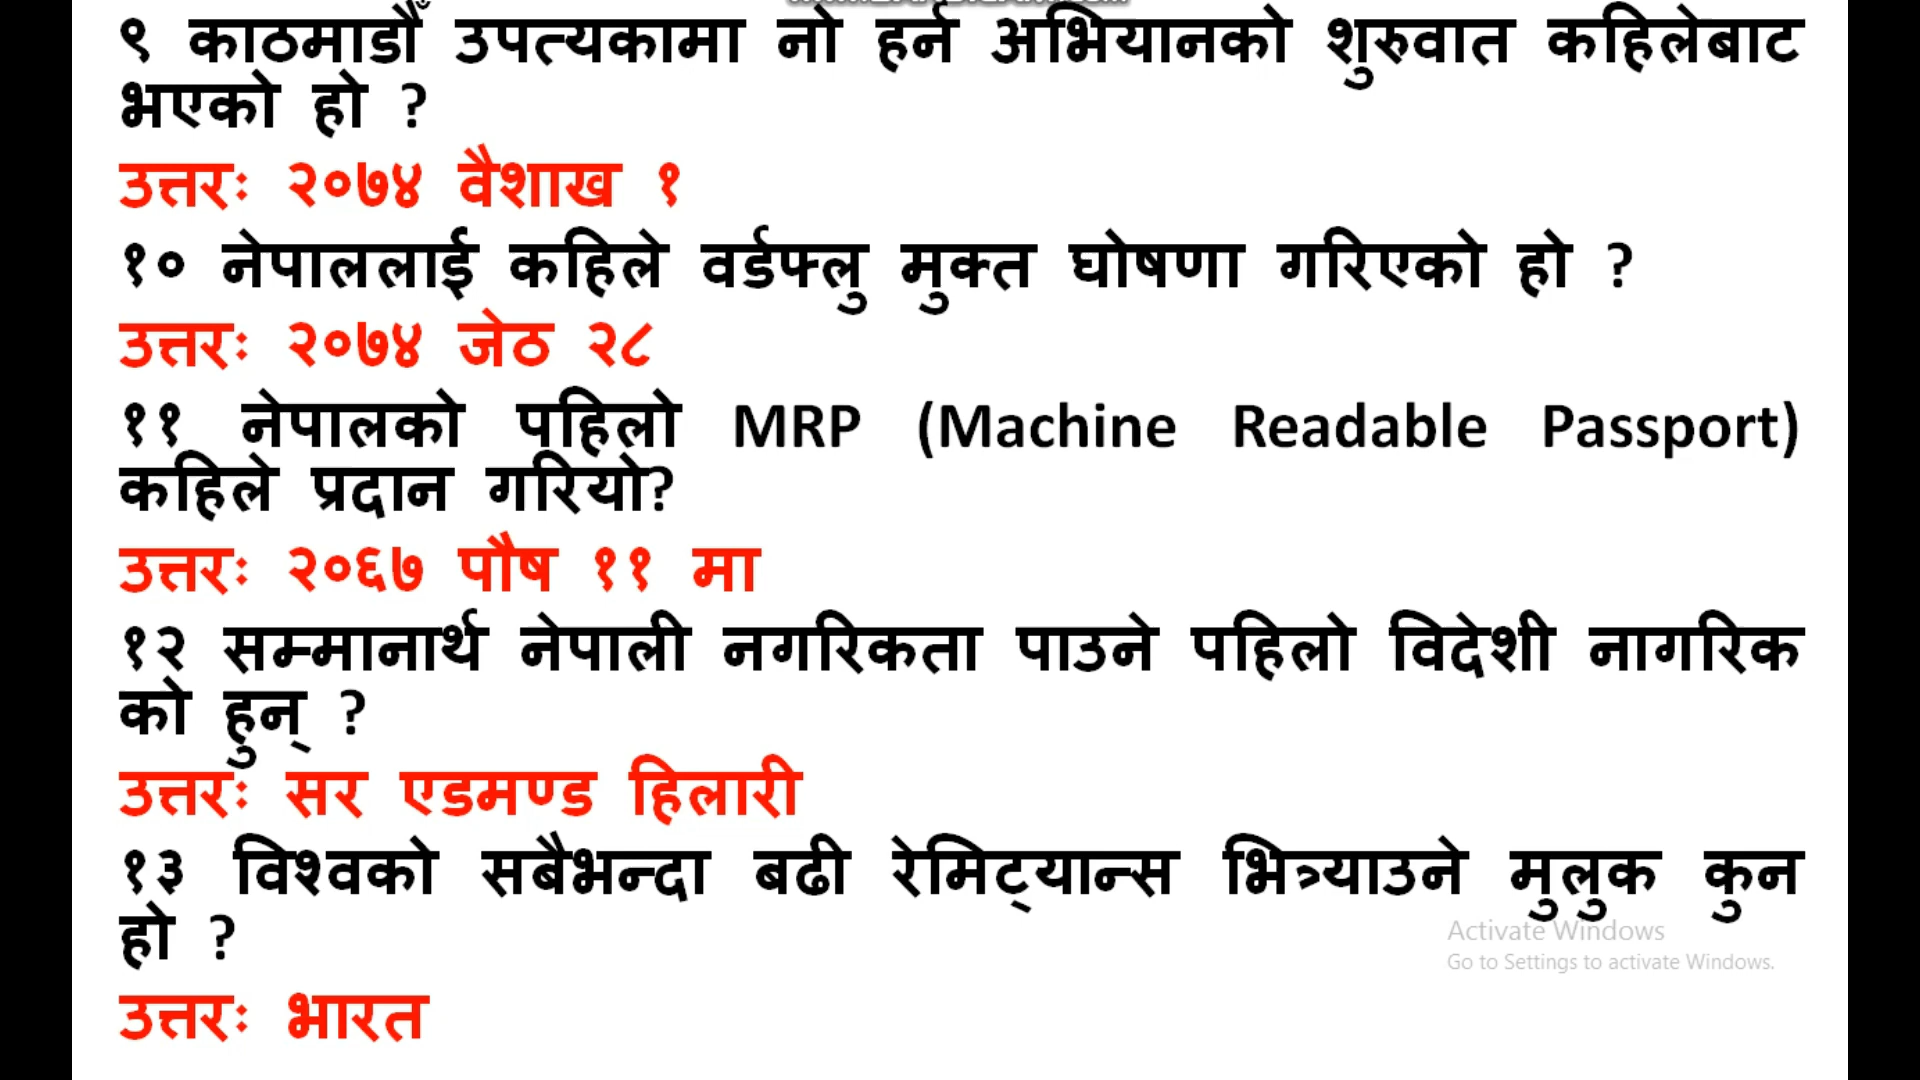 ९ काठमाडौँ उपत्यकामा नो हर्न अभियानको शुरुवात कहिलेबाट
भएको हो ?
उत्तरः २०७४ वैशाख १
१० नेपाललाई कहिले वर्डफ्लु मुक्त घोषणा गरिएको हो ?
उत्तरः २०७४ जेठ २८
११ नेपालको पहिलो MRP (Machine Readable Passport)
कहिले प्रदान गरियो?
उत्तरः २०६७ पौष ११ मा
१२ सम्मानार्थ नेपाली नगरिकता पाउने पहिलो विदेशी नागरिक
को हुन् ?
उत्तरः सर एडमण्ड हिलारी
१३ विश्वको सबैभन्दा बढी रेमिट्यान्स भित्र्याउने मुलुक कुन
हो ?
Activate Windows
Go to Settings to activate Windows.
उत्तरः भारत